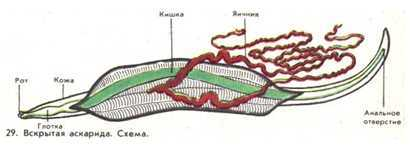 Кишка
Яичник
Рот
Кожа
Глотка
Анальное
отверстие
29. Вскрытая аскарида. Схема.